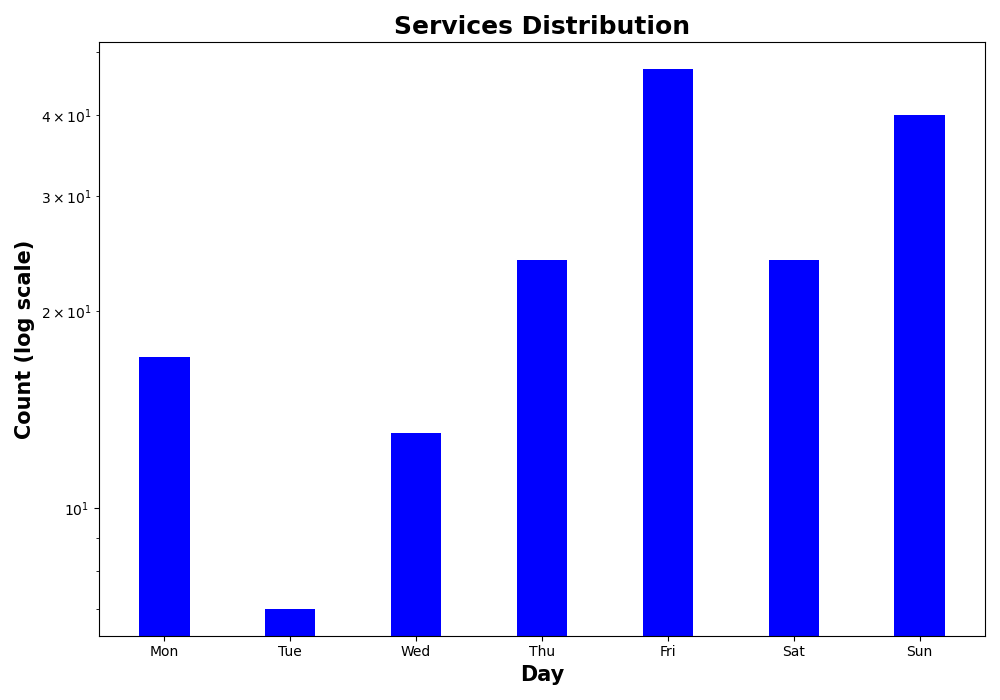 Services Distribution
Count (log scale)
4 × 10¹
3 × 10¹
2 × 10¹
10¹
Mon Tue Wed Thu Fri Sat Sun
Day